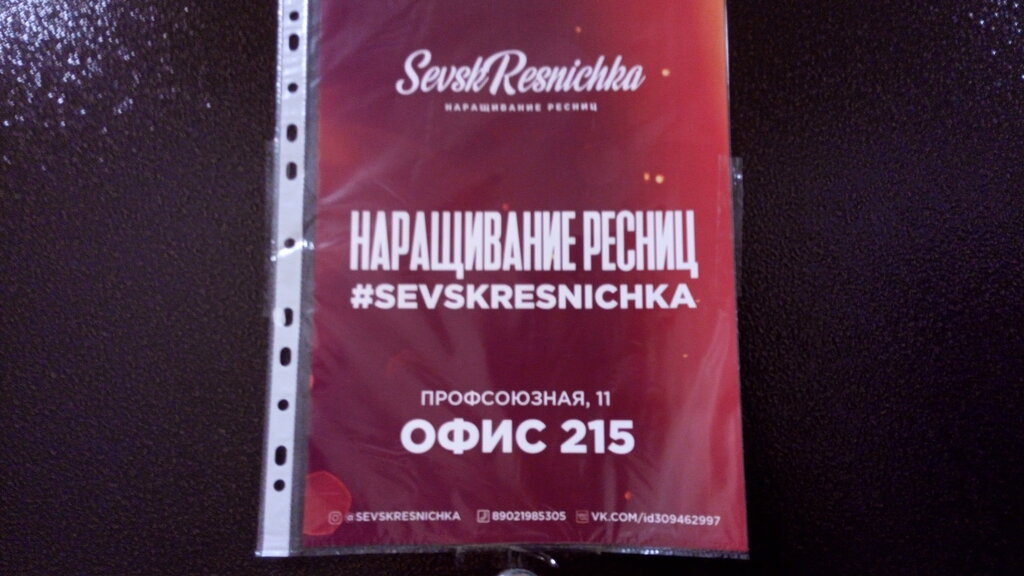 SevskResnichka
НАРАЩИВАНИЕ РЕСНИЦ
НАРАЩИВАНИЕ РЕСНИЦ
#SEVSKRESNICHKA
ПРОФСОЮЗНАЯ, 11
ОФИС 215
@SEVSKRESNICHKA 89021985305 VK.COM/id309462997